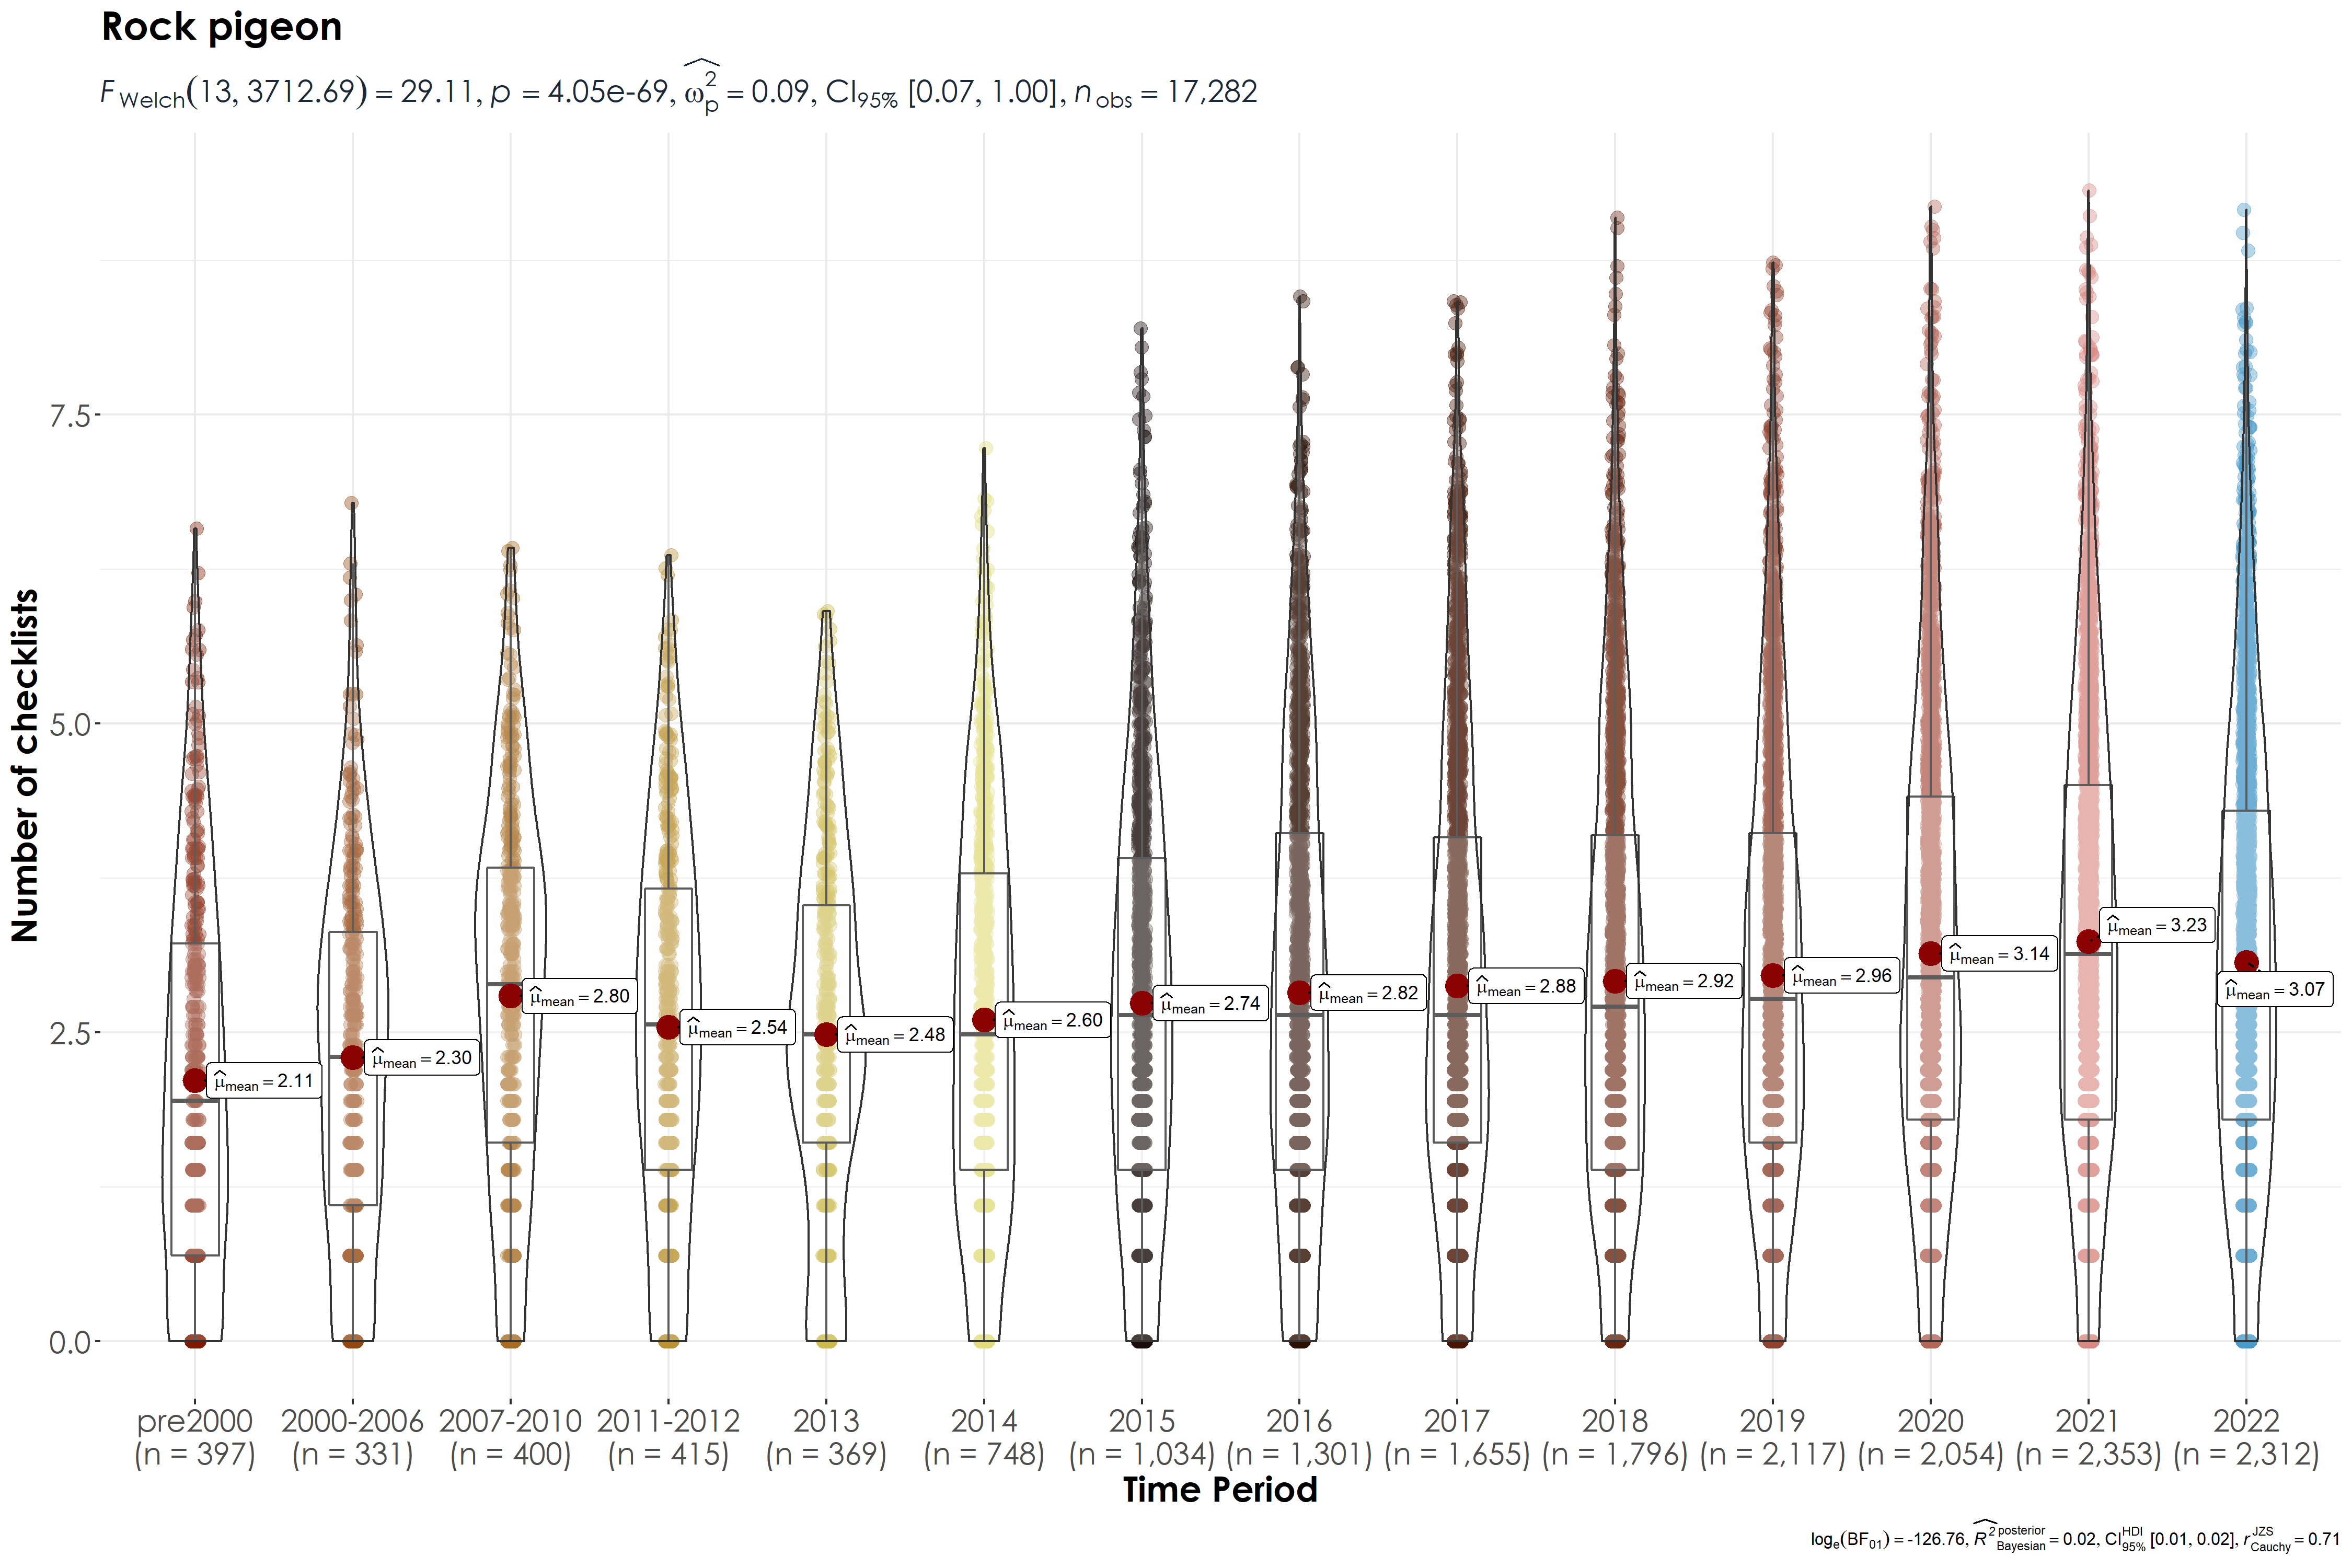 Rock pigeon
F Welch(13, 3712.69) = 29.11, p = 4.05e-69, ω̂²p = 0.09, CI95% [0.07, 1.00], nobs = 17,282
Number of checklists
7.5
5.0
2.5
0.0
μ̂mean = 2.11
μ̂mean = 2.30
μ̂mean = 2.80
μ̂mean = 2.54
μ̂mean = 2.48
μ̂mean = 2.60
μ̂mean = 2.74
μ̂mean = 2.82
μ̂mean = 2.88
μ̂mean = 2.92
μ̂mean = 2.96
μ̂mean = 3.14
μ̂mean = 3.23
μ̂mean = 3.07
pre2000 2000-2006 2007-2010 2011-2012 2013 2014 2015 2016 2017 2018 2019 2020 2021 2022
(n = 397) (n = 331) (n = 400) (n = 415) (n = 369) (n = 748) (n = 1,034) (n = 1,301) (n = 1,655) (n = 1,796) (n = 2,117) (n = 2,054) (n = 2,353) (n = 2,312)
Time Period
loge(BF01) = -126.76, R̂² posterior Bayesian = 0.02, CI HDI 95% [0.01, 0.02], r JZS Cauchy = 0.71